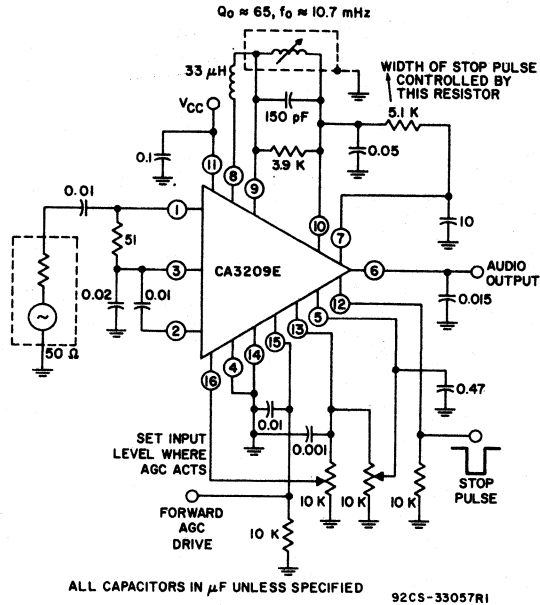 Qo ≈ 65, fo ≈ 10.7 mHz
33 µH
WIDTH OF STOP PULSE
CONTROLLED BY
THIS RESISTOR
VCC
150 pF
5.1 K
0.1
3.9 K
0.05
11
8
9
10
7
0.01
1
10
51
3
CA3209E
6
AUDIO
OUTPUT
0.02
0.01
2
12
0.015
5
13
15
14
4
16
0.01
0.47
0.001
SET INPUT
LEVEL WHERE
AGC ACTS
50 Ω
10 K
10 K
10 K
STOP
PULSE
FORWARD
AGC
DRIVE
10 K
ALL CAPACITORS IN µF UNLESS SPECIFIED
92CS-33057R1